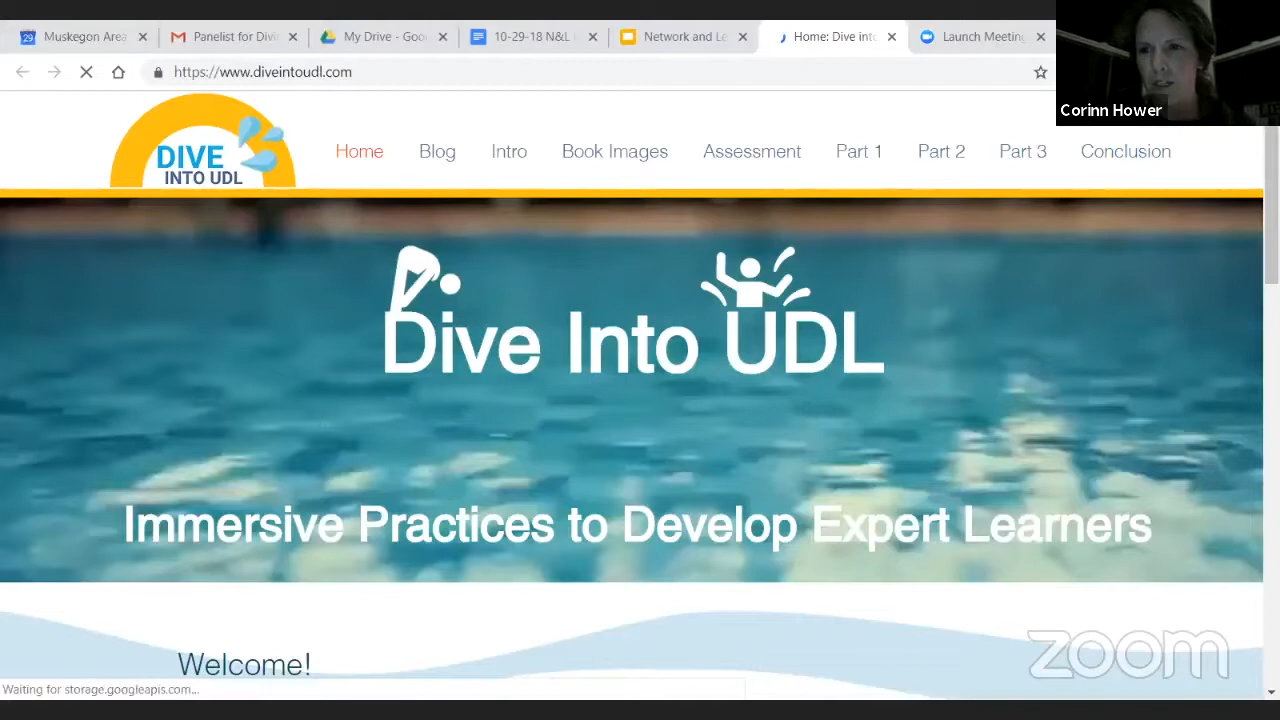 29 Muskegon Area
Panelist for Divin
My Drive - Goo
10-29-18 N&L
Network and Le
Home: Dive into
Launch Meeting
https://www.diveintoudl.com
Corinn Hower
DIVE
INTO UDL
Home Blog Intro Book Images Assessment Part 1 Part 2 Part 3 Conclusion
Dive Into UDL
Immersive Practices to Develop Expert Learners
Welcome!
zoom
Waiting for storage.googleapis.com...